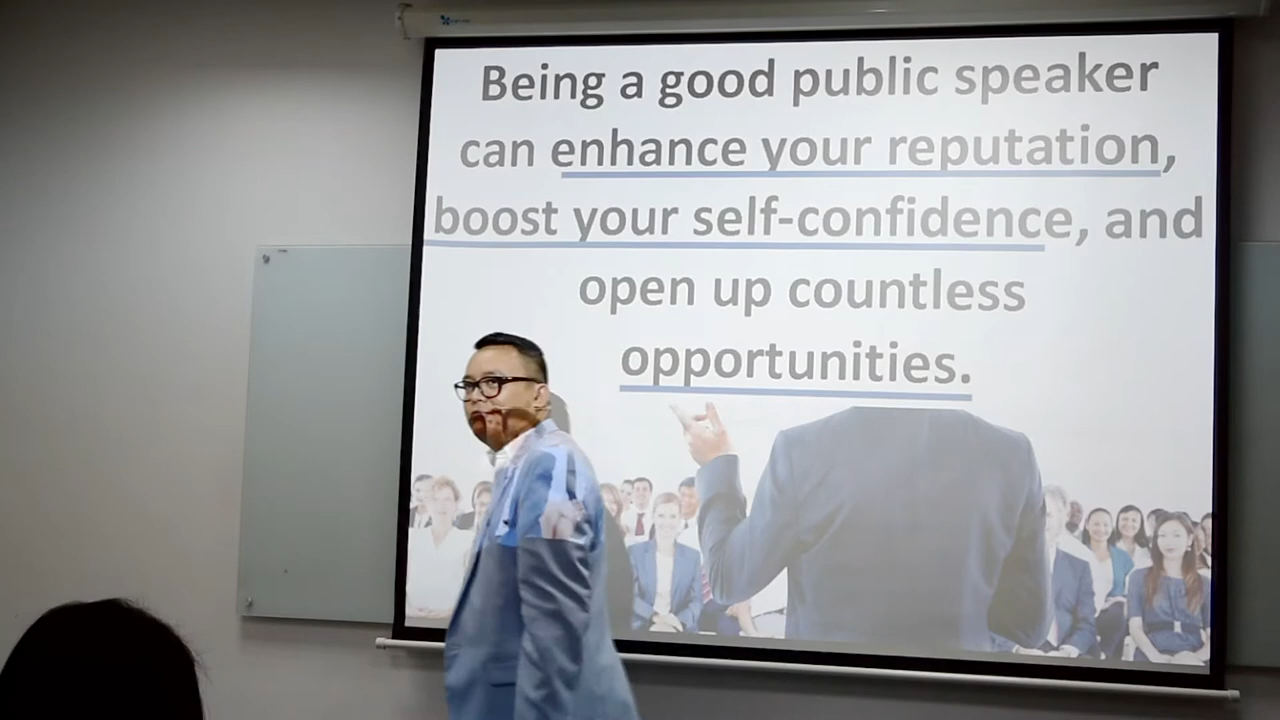 Being a good public speaker
can enhance your reputation,
boost your self-confidence, and
open up countless
opportunities.